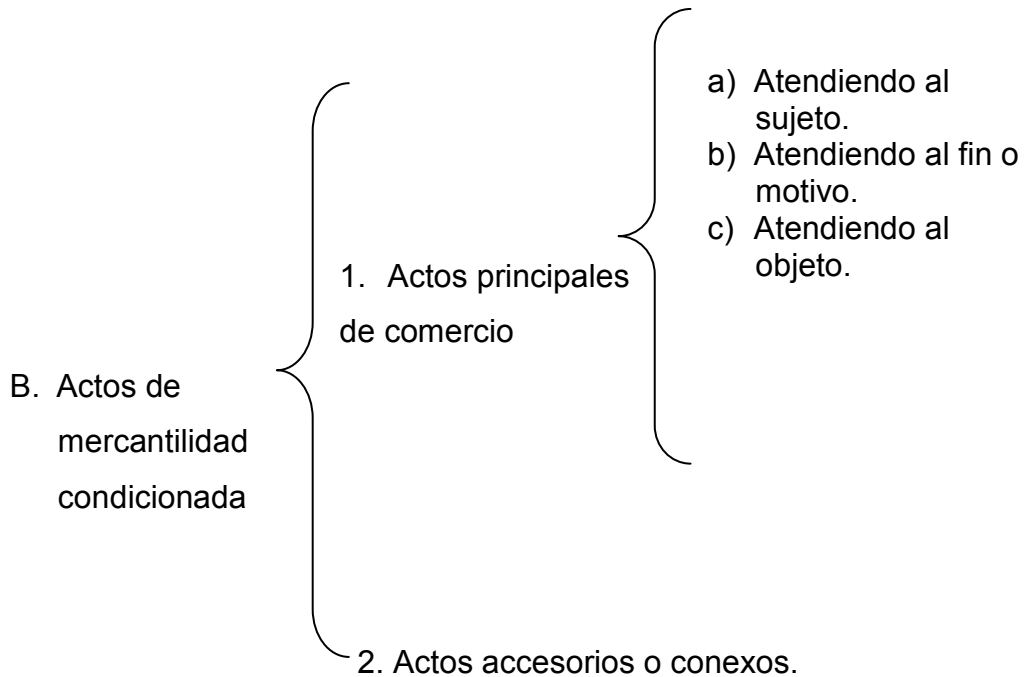 B. Actos de
mercantilidad
condicionada
1. Actos principales
de comercio
a) Atendiendo al
sujeto.
b) Atendiendo al fin o
motivo.
c) Atendiendo al
objeto.
2. Actos accesorios o conexos.